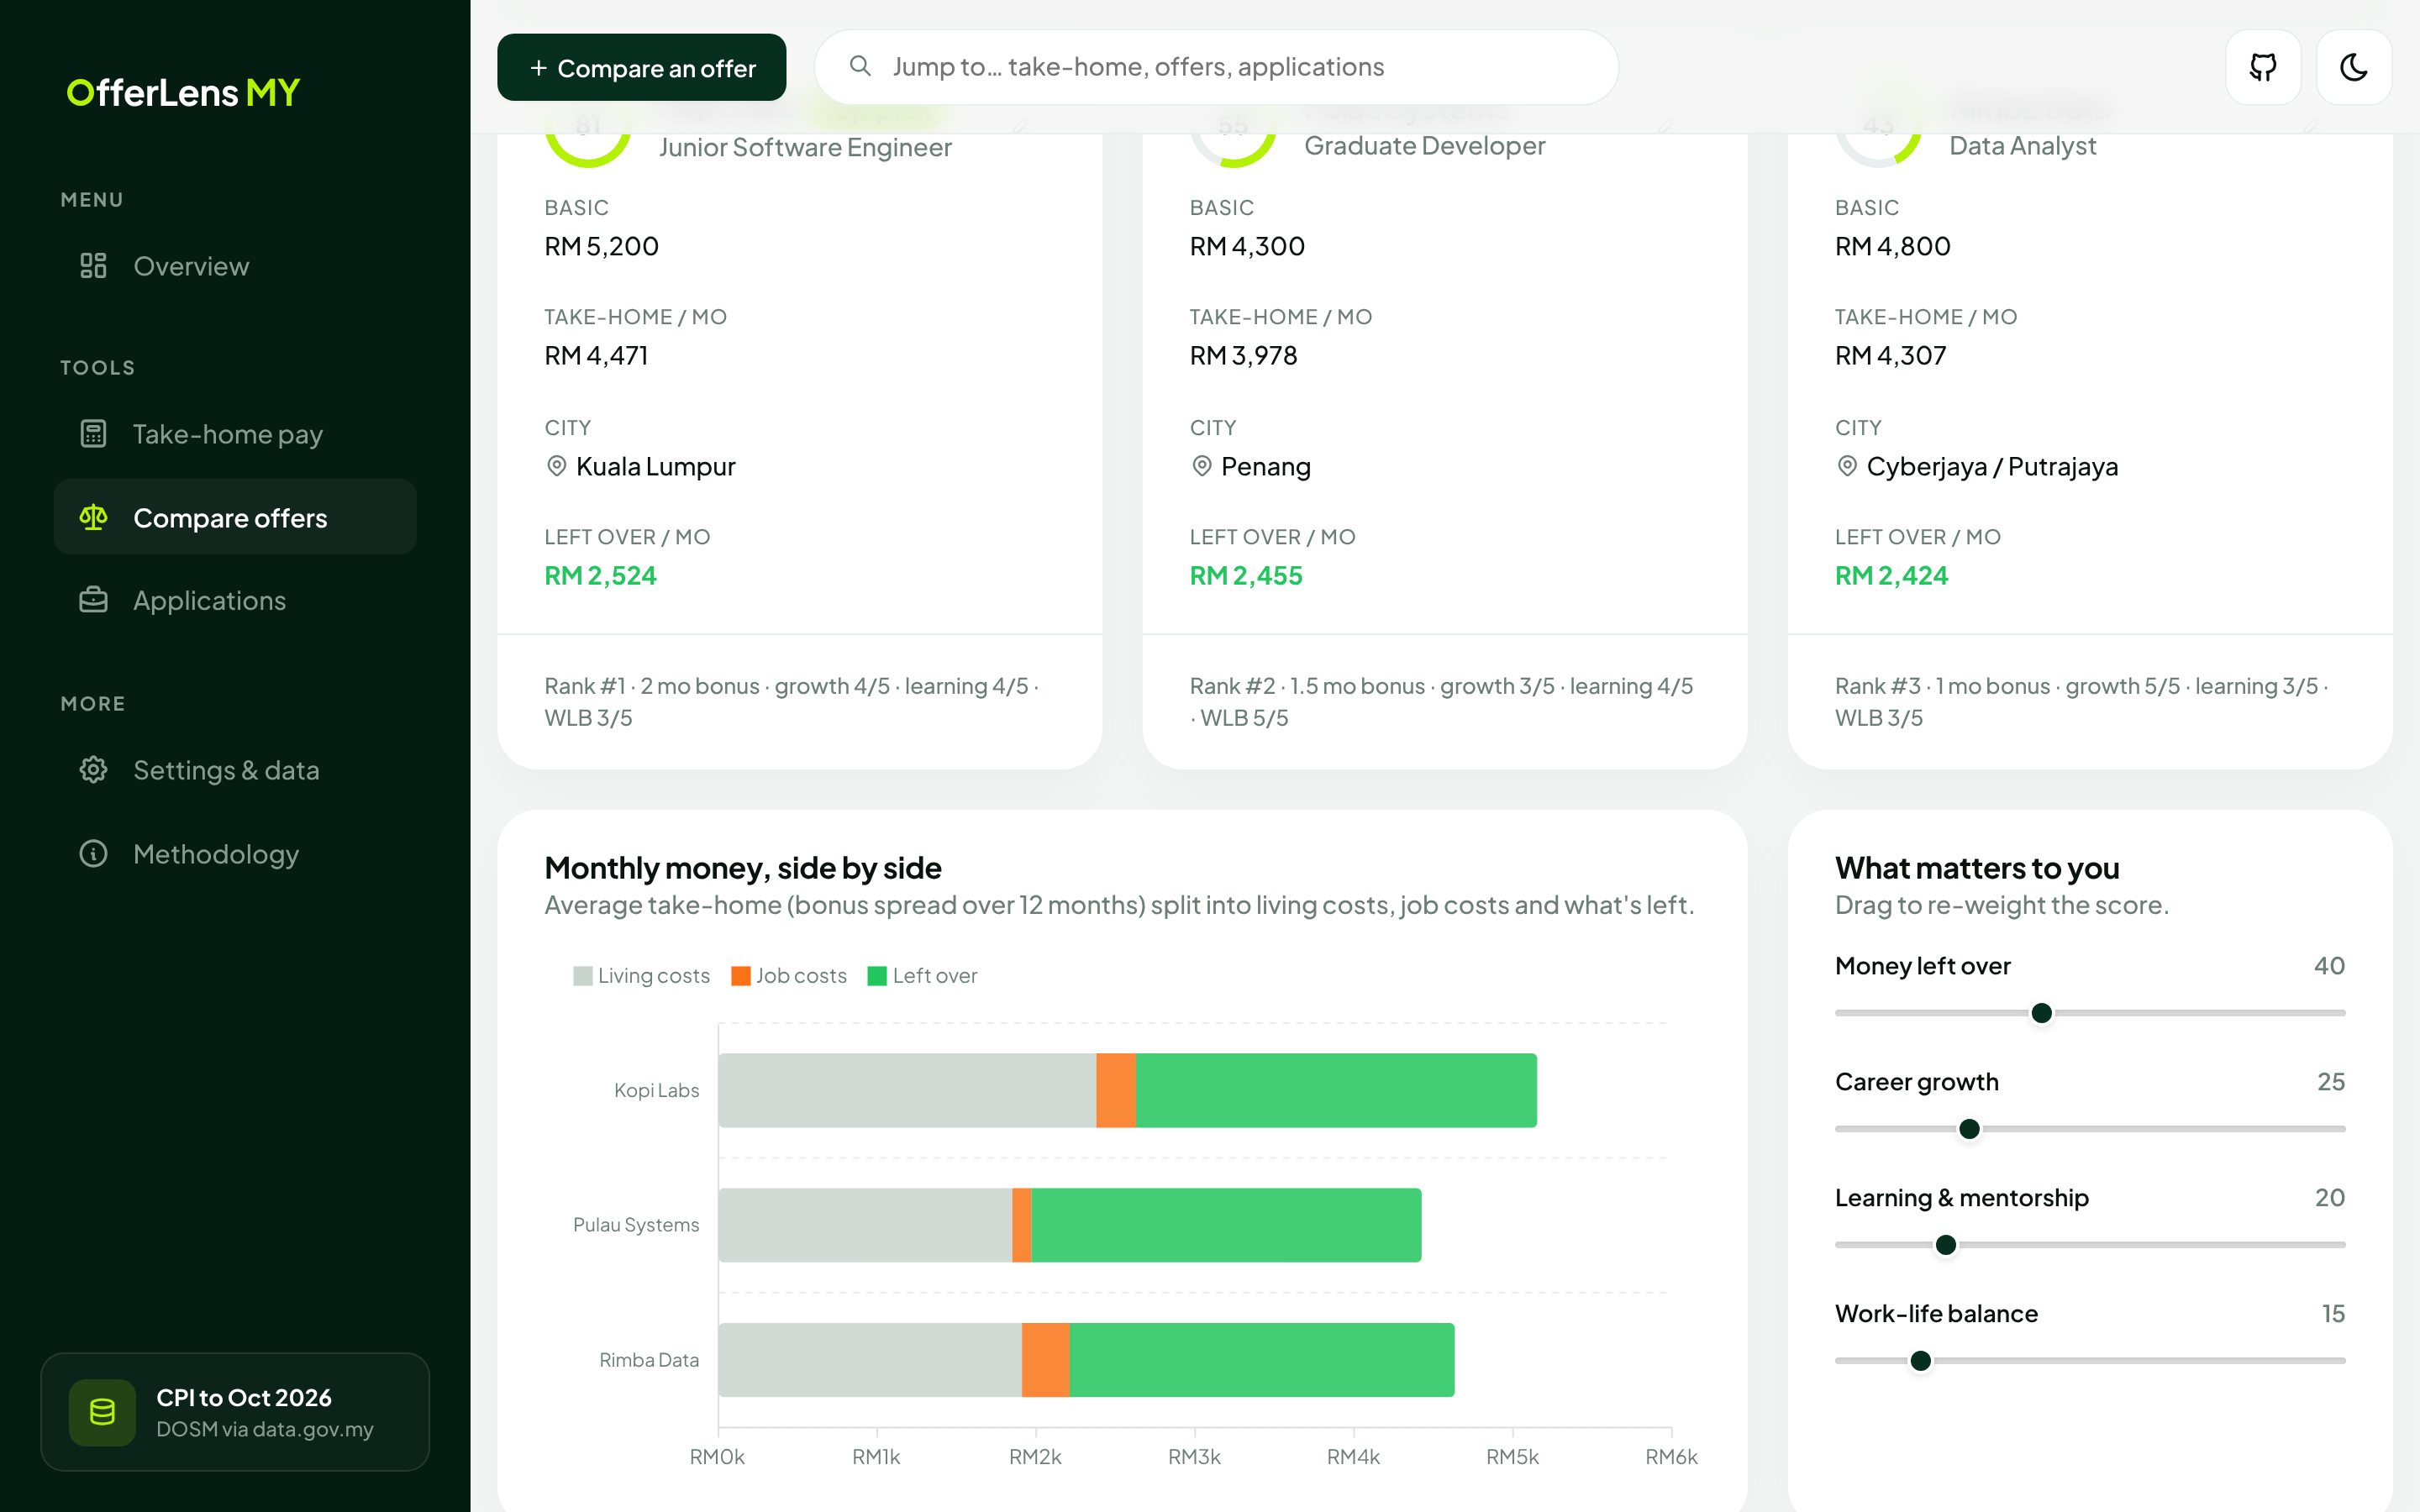 OfferLens MY
MENU
Overview
TOOLS
Take-home pay
Compare offers
Applications
MORE
Settings & data
Methodology
CPI to Oct 2026
DOSM via data.gov.my
+ Compare an offer
Jump to... take-home, offers, applications
81
Junior Software Engineer
BASIC
RM 5,200
TAKE-HOME / MO
RM 4,471
CITY
Kuala Lumpur
LEFT OVER / MO
RM 2,524
Rank #1 · 2 mo bonus · growth 4/5 · learning 4/5 ·
WLB 3/5
55
Graduate Developer
BASIC
RM 4,300
TAKE-HOME / MO
RM 3,978
CITY
Penang
LEFT OVER / MO
RM 2,455
Rank #2 · 1.5 mo bonus · growth 3/5 · learning 4/5
· WLB 5/5
43
Rimba Data
Data Analyst
BASIC
RM 4,800
TAKE-HOME / MO
RM 4,307
CITY
Cyberjaya / Putrajaya
LEFT OVER / MO
RM 2,424
Rank #3 · 1 mo bonus · growth 5/5 · learning 3/5 ·
WLB 3/5
Monthly money, side by side
Average take-home (bonus spread over 12 months) split into living costs, job costs and what's left.
Living costs
Job costs
Left over
Kopi Labs
Pulau Systems
Rimba Data
RM0k
RM1k
RM2k
RM3k
RM4k
RM5k
RM6k
What matters to you
Drag to re-weight the score.
Money left over 40
Career growth 25
Learning & mentorship 20
Work-life balance 15